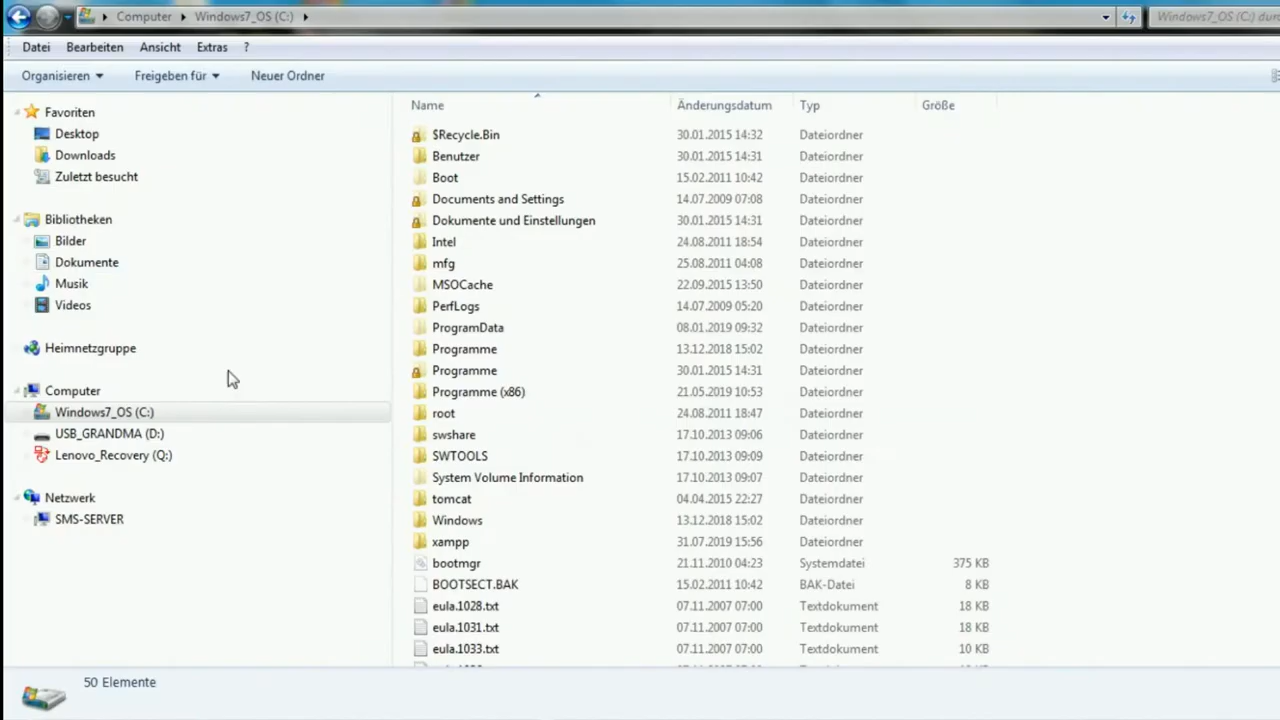 Computer Windows7_OS (C:) Windows7_OS (C:) dur
Datei Bearbeiten Ansicht Extras ?
Organisieren Freigeben für Neuer Ordner
Favoriten
Desktop
Downloads
Zuletzt besucht
Bibliotheken
Bilder
Dokumente
Musik
Videos
Heimnetzgruppe
Computer
Windows7_OS (C:)
USB_GRANDMA (D:)
Lenovo_Recovery (Q:)
Netzwerk
SMS-SERVER
Name Änderungsdatum Typ Größe
$Recycle.Bin 30.01.2015 14:32 Dateiordner
Benutzer 30.01.2015 14:31 Dateiordner
Boot 15.02.2011 10:42 Dateiordner
Documents and Settings 14.07.2009 07:08 Dateiordner
Dokumente und Einstellungen 30.01.2015 14:31 Dateiordner
Intel 24.08.2011 18:54 Dateiordner
mfg 25.08.2011 04:08 Dateiordner
MSOCache 22.09.2015 13:50 Dateiordner
PerfLogs 14.07.2009 05:20 Dateiordner
ProgramData 08.01.2019 09:32 Dateiordner
Programme 13.12.2018 15:02 Dateiordner
Programme 30.01.2015 14:31 Dateiordner
Programme (x86) 21.05.2019 10:53 Dateiordner
root 24.08.2011 18:47 Dateiordner
swshare 17.10.2013 09:06 Dateiordner
SWTOOLS 17.10.2013 09:09 Dateiordner
System Volume Information 17.10.2013 09:07 Dateiordner
tomcat 04.04.2015 22:27 Dateiordner
Windows 13.12.2018 15:02 Dateiordner
xampp 31.07.2019 15:56 Dateiordner
bootmgr 21.11.2010 04:23 Systemdatei 375 KB
BOOTSECT.BAK 15.02.2011 10:42 BAK-Datei 8 KB
eula.1028.txt 07.11.2007 07:00 Textdokument 18 KB
eula.1031.txt 07.11.2007 07:00 Textdokument 18 KB
eula.1033.txt 07.11.2007 07:00 Textdokument 10 KB
50 Elemente